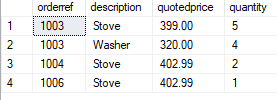 orderref description quotedprice quantity
1 1003 Stove 399.00 5
2 1003 Washer 320.00 4
3 1004 Stove 402.99 2
4 1006 Stove 402.99 1